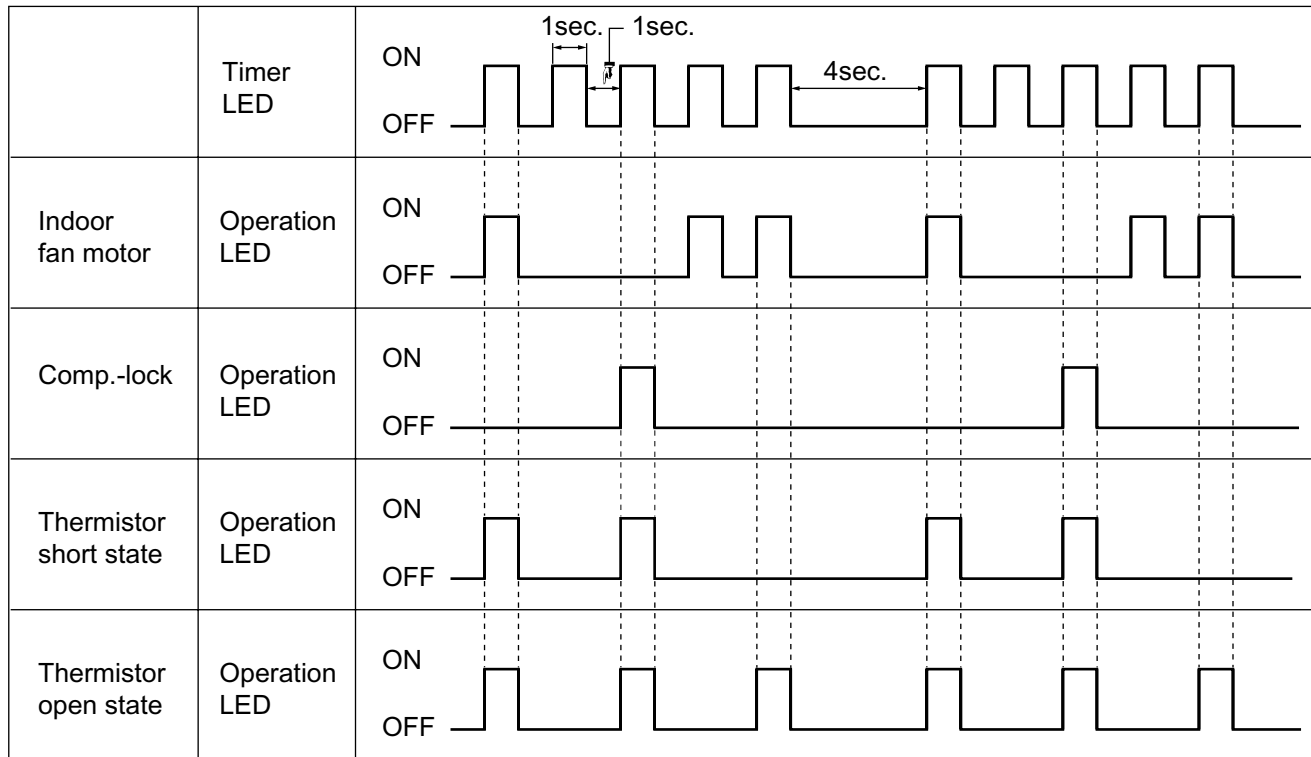 1sec. 1sec.
Timer
LED
ON
4sec.
OFF
Indoor
fan motor
Operation
LED
ON
OFF
Comp.-lock
Operation
LED
ON
OFF
Thermistor
short state
Operation
LED
ON
OFF
Thermistor
open state
Operation
LED
ON
OFF